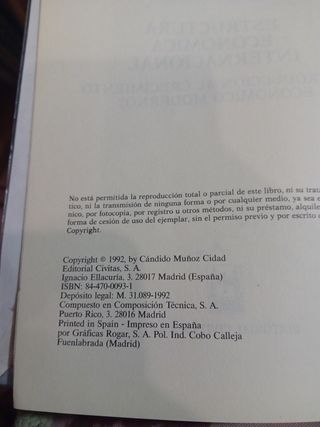 No está permitida la reproducción total o parcial de este libro, ni su trata
tico, ni la transmisión de ninguna forma o por cualquier medio, ya sea e
nico, por fotocopia, por registro u otros métodos, ni su préstamo, alquile
forma de cesión de uso del ejemplar, sin el permiso previo y por escrito d
Copyright.
Copyright © 1992, by Cándido Muñoz Cidad
Editorial Civitas, S. A.
Ignacio Ellacuría, 3. 28017 Madrid (España)
ISBN: 84-470-0093-1
Depósito legal: M. 31.089-1992
Compuesto en Composición Técnica, S. A.
Puerto Rico, 3. 28016 Madrid
Printed in Spain - Impreso en España
por Gráficas Rogar, S. A. Pol. Ind. Cobo Calleja
Fuenlabrada (Madrid)